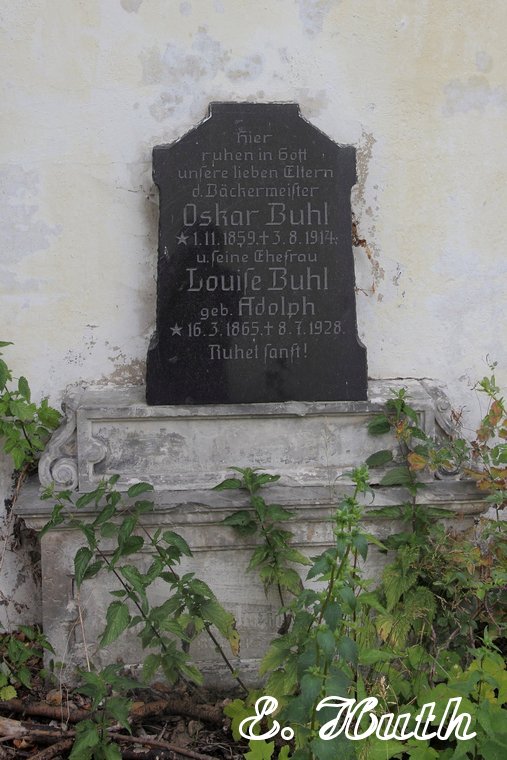 Hier
ruhen in Gott
unsere lieben Eltern
d. Bäckermeister
Oskar Buhl
★ 1.11.1859. ✝ 3.8.1914.
u. seine Ehefrau
Louise Buhl
geb. Adolph
★ 16.3.1865. ✝ 8.7.1928.
Ruhet sanft!
E. Huth